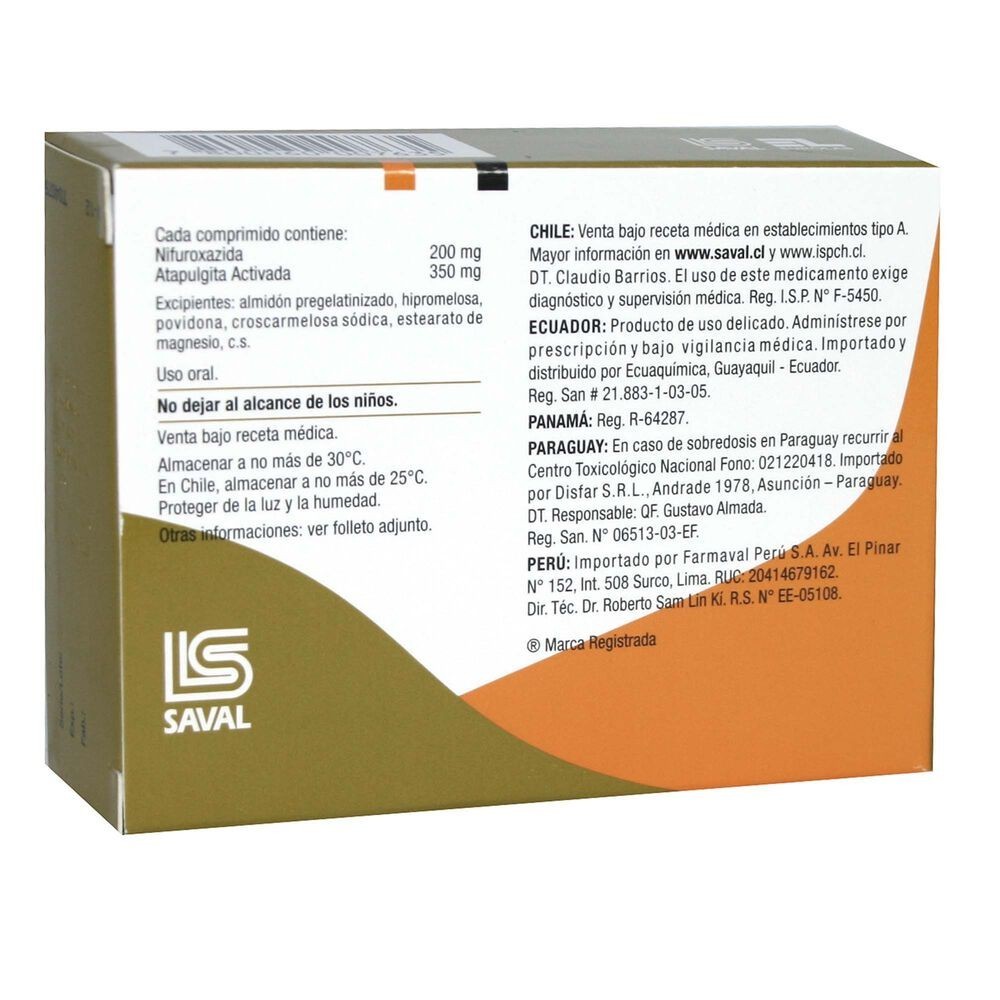 Cada comprimido contiene:
Nifuroxazida 200 mg
Atapulgita Activada 350 mg
Excipientes: almidón pregelatinizado, hipromelosa,
povidona, croscarmelosa sódica, estearato de
magnesio, c.s.
Uso oral.
No dejar al alcance de los niños.
Venta bajo receta médica.
Almacenar a no más de 30°C.
En Chile, almacenar a no más de 25°C.
Proteger de la luz y la humedad.
Otras informaciones: ver folleto adjunto.
LS
SAVAL
CHILE: Venta bajo receta médica en establecimientos tipo A.
Mayor información en www.saval.cl y www.ispch.cl.
DT. Claudio Barrios. El uso de este medicamento exige
diagnóstico y supervisión médica. Reg. I.S.P. N° F-5450.
ECUADOR: Producto de uso delicado. Adminístrese por
prescripción y bajo vigilancia médica. Importado y
distribuido por Ecuaquímica, Guayaquil - Ecuador.
Reg. San # 21.883-1-03-05.
PANAMÁ: Reg. R-64287.
PARAGUAY: En caso de sobredosis en Paraguay recurrir al
Centro Toxicológico Nacional Fono: 021220418. Importado
por Disfar S.R.L., Andrade 1978, Asunción – Paraguay.
DT. Responsable: QF. Gustavo Almada.
Reg. San. N° 06513-03-EF.
PERÚ: Importado por Farmaval Perú S.A. Av. El Pinar
N° 152, Int. 508 Surco, Lima. RUC: 20414679162.
Dir. Téc. Dr. Roberto Sam Lin Kí. R.S. N° EE-05108.
® Marca Registrada